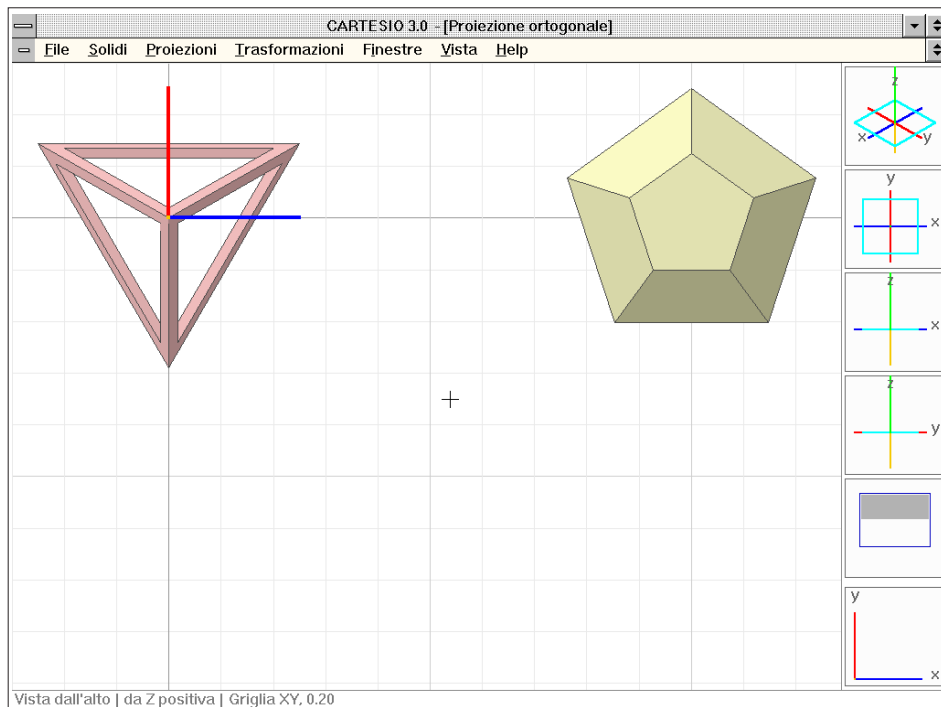 CARTESIO 3.0 - [Proiezione ortogonale]
File Solidi Proiezioni Trasformazioni Finestre Vista Help
z
x y
y
x
z
x
z
y
y
x
Vista dall'alto | da Z positiva | Griglia XY, 0.20